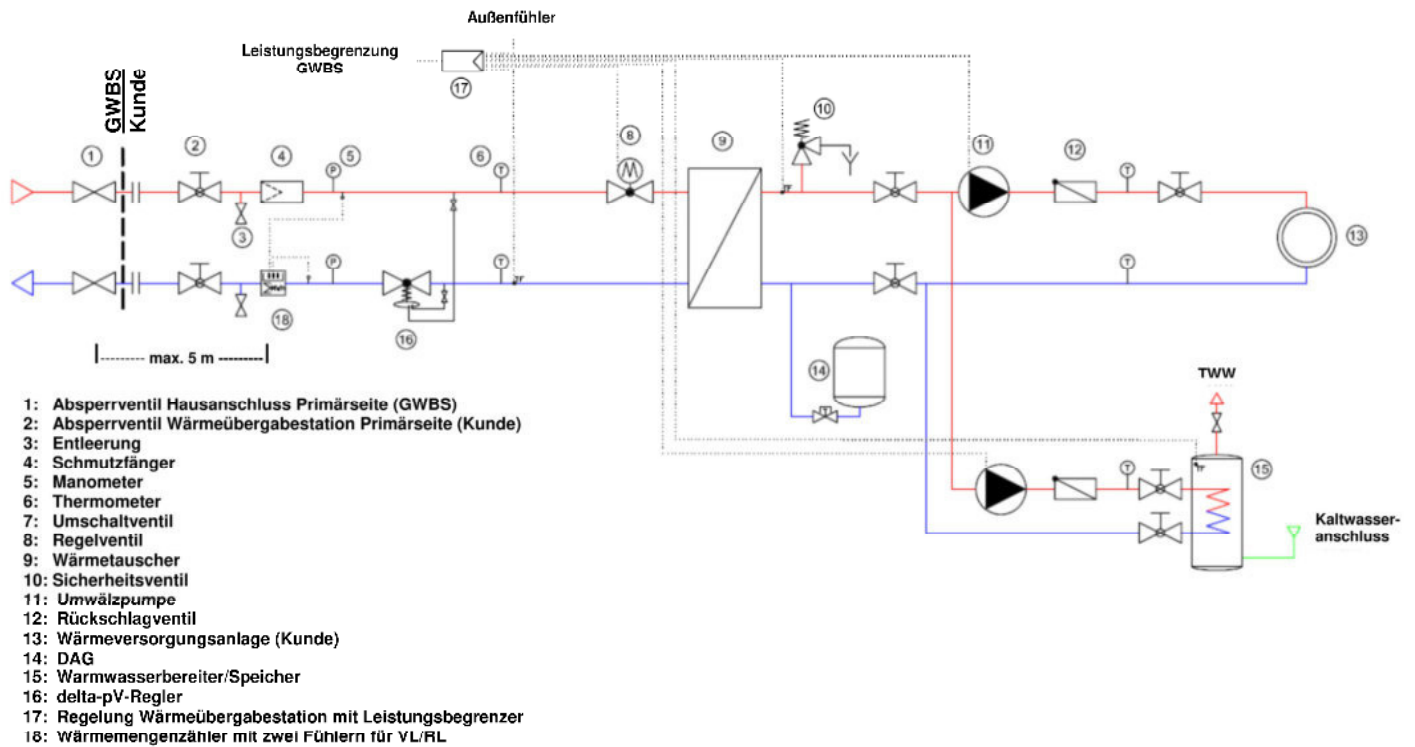 Außenfühler
Leistungsbegrenzung
GWBS
17
GWBS
Kunde
1
2
4
5
6
8
9
10
11
12
P
T
TF
T
3
13
P
T
TF
T
18
16
max. 5 m
14
T
TWW
T
TF
15
Kaltwasser-
anschluss
1: Absperrventil Hausanschluss Primärseite (GWBS)
2: Absperrventil Wärmeübergabestation Primärseite (Kunde)
3: Entleerung
4: Schmutzfänger
5: Manometer
6: Thermometer
7: Umschaltventil
8: Regelventil
9: Wärmetauscher
10: Sicherheitsventil
11: Umwälzpumpe
12: Rückschlagventil
13: Wärmeversorgungsanlage (Kunde)
14: DAG
15: Warmwasserbereiter/Speicher
16: delta-pV-Regler
17: Regelung Wärmeübergabestation mit Leistungsbegrenzer
18: Wärmemengenzähler mit zwei Fühlern für VL/RL